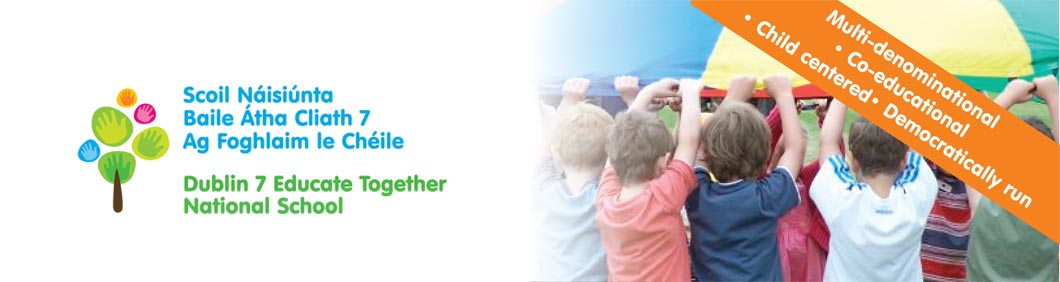 Scoil Náisiúnta
Baile Átha Cliath 7
Ag Foghlaim le Chéile
Dublin 7 Educate Together
National School
Multi-denominational
• Co-educational
• Child centered • Democratically run